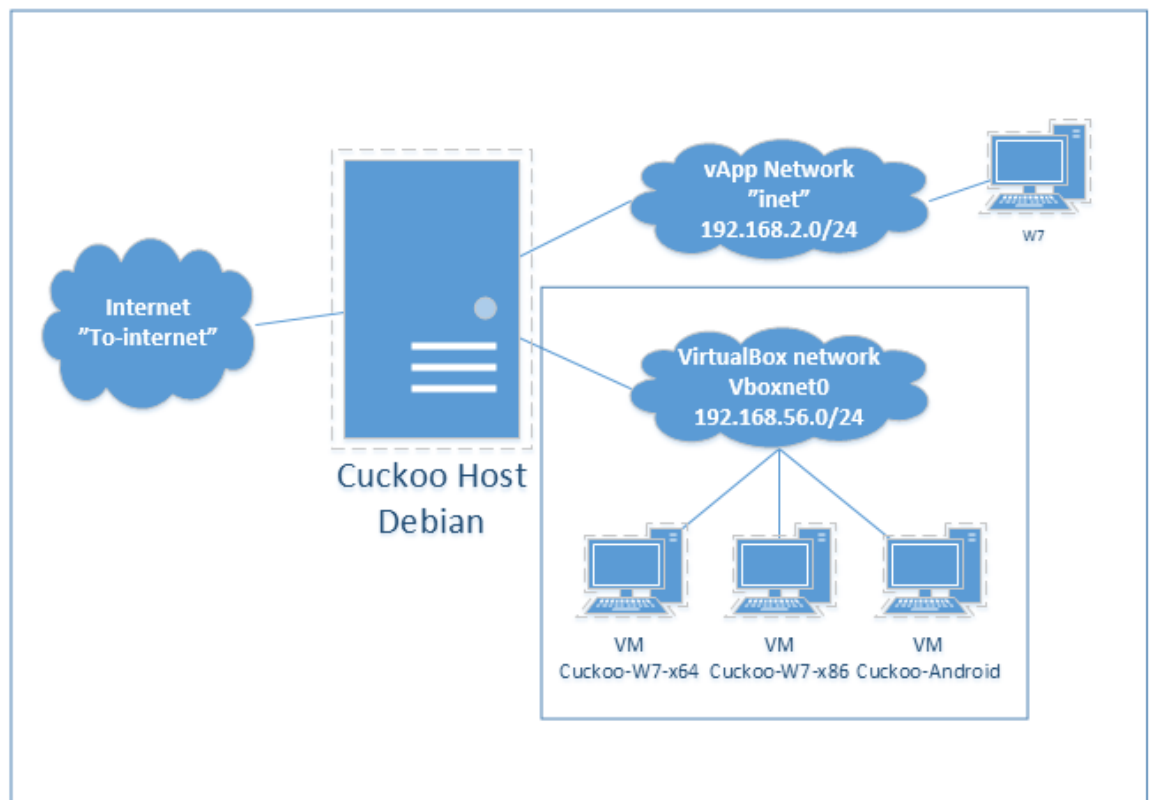 Internet
”To-internet”
Cuckoo Host
Debian
vApp Network
”inet”
192.168.2.0/24
W7
VirtualBox network
Vboxnet0
192.168.56.0/24
VM
Cuckoo-W7-x64
VM
Cuckoo-W7-x86
VM
Cuckoo-Android